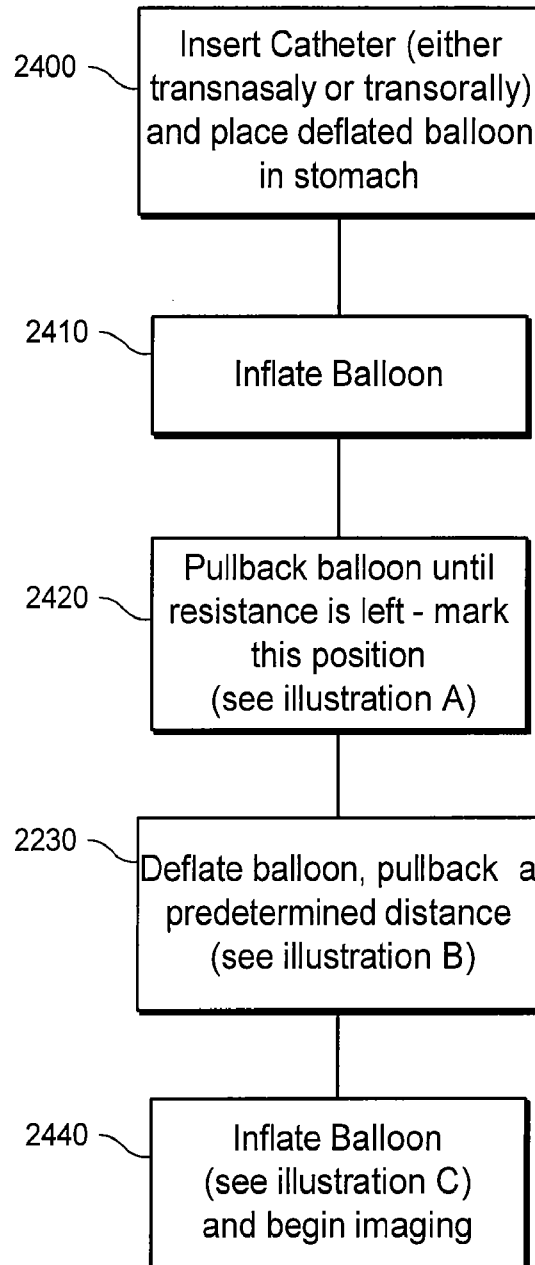 2400
Insert Catheter (either
transnasaly or transorally)
and place deflated balloon
in stomach
2410
Inflate Balloon
2420
Pullback balloon until
resistance is left - mark
this position
(see illustration A)
2230
Deflate balloon, pullback a
predetermined distance
(see illustration B)
2440
Inflate Balloon
(see illustration C)
and begin imaging